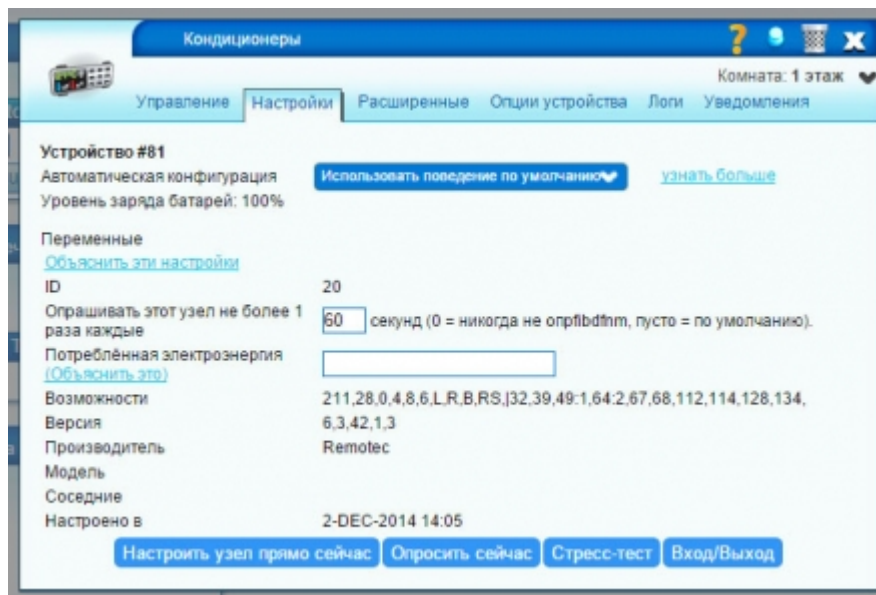 Кондиционеры
Комната: 1 этаж
Управление Настройки Расширенные Опции устройства Логи Уведомления
Устройство #81
Автоматическая конфигурация Использовать поведение по умолчанию узнать больше
Уровень заряда батарей: 100%
Переменные
Объяснить эти настройки
ID 20
Опрашивать этот узел не более 1
раза каждые 60 секунд (0 = никогда не опрfibdfnm, пусто = по умолчанию).
Потреблённая электроэнергия
(Объяснить это)
Возможности 211,28,0,4,8,6,L,R,B,RS,|32,39,49:1,64:2,67,68,112,114,128,134,
Версия 6,3,42,1,3
Производитель Remotec
Модель
Соседние
Настроено в 2-DEC-2014 14:05
Настроить узел прямо сейчас Опросить сейчас Стресс-тест Вход/Выход